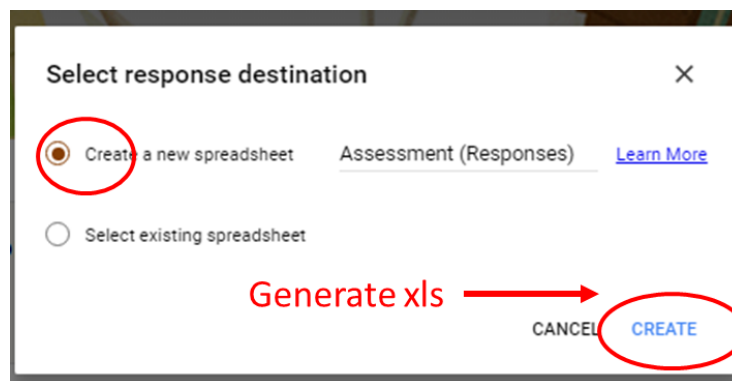 Select response destination
Create a new spreadsheet Assessment (Responses) Learn More
Select existing spreadsheet
Generate xls
CANCEL CREATE